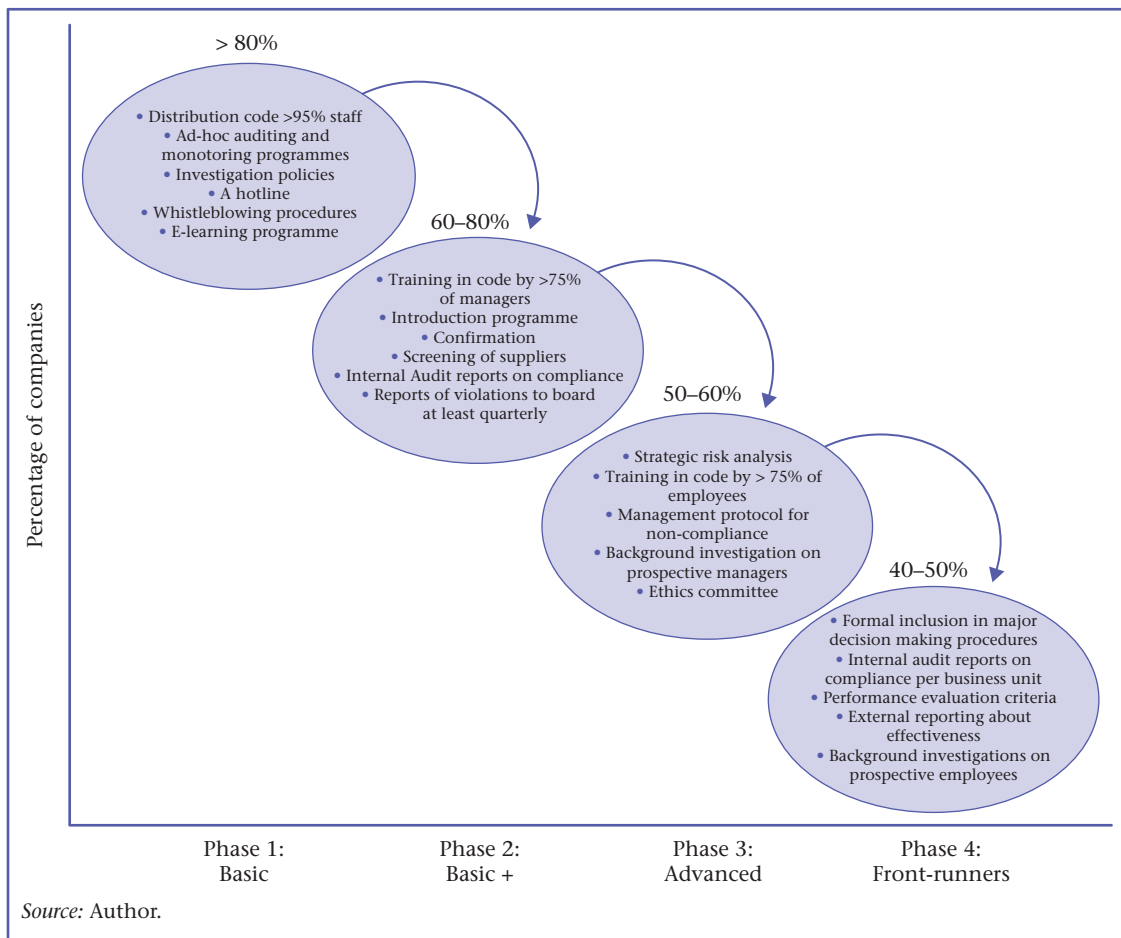 > 80%
• Distribution code >95% staff
• Ad-hoc auditing and
monotoring programmes
• Investigation policies
• A hotline
• Whistleblowing procedures
• E-learning programme
60–80%
• Training in code by >75%
of managers
• Introduction programme
• Confirmation
• Screening of suppliers
• Internal Audit reports on compliance
• Reports of violations to board
at least quarterly
50–60%
• Strategic risk analysis
• Training in code by > 75% of
employees
• Management protocol for
non-compliance
• Background investigation on
prospective managers
• Ethics committee
40–50%
• Formal inclusion in major
decision making procedures
• Internal audit reports on
compliance per business unit
• Performance evaluation criteria
• External reporting about
effectiveness
• Background investigations on
prospective employees
Percentage of companies
Phase 1:
Basic
Phase 2:
Basic +
Phase 3:
Advanced
Phase 4:
Front-runners
Source: Author.